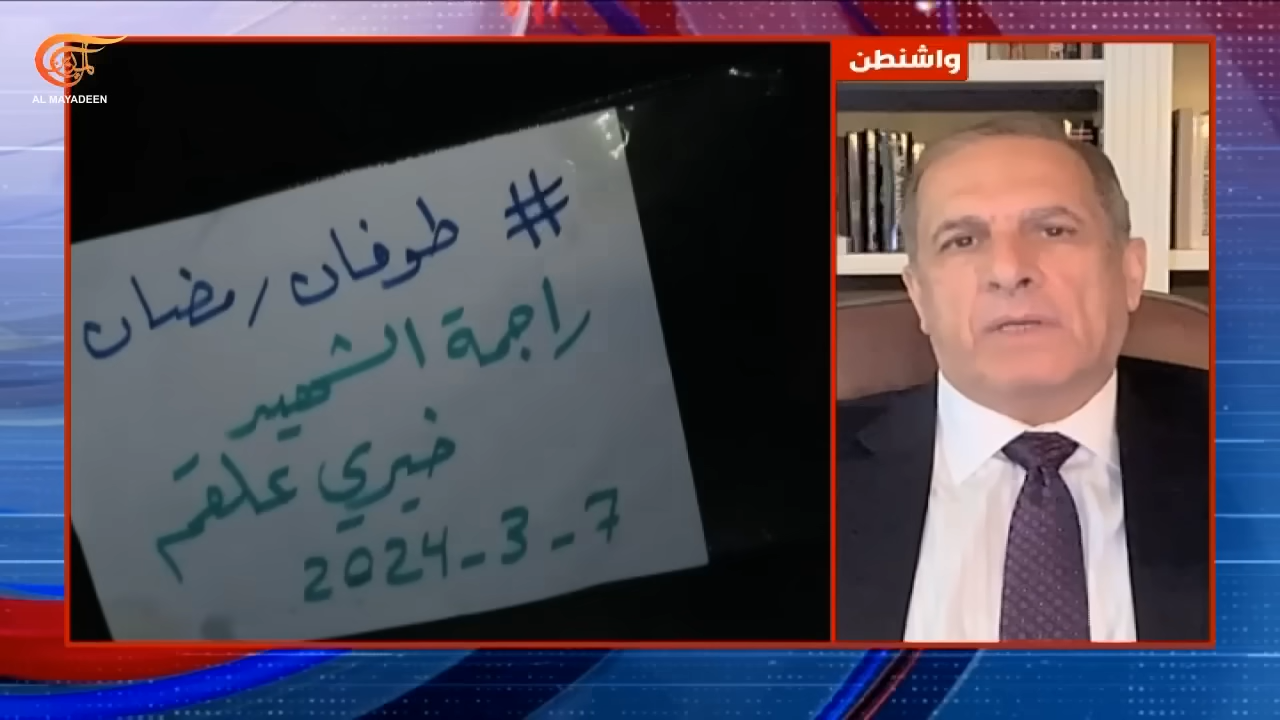 AL MAYADEEN
واشنطن
# طوفان رمضان
راجمة الشهيد
خيري علقم
7-3-2024